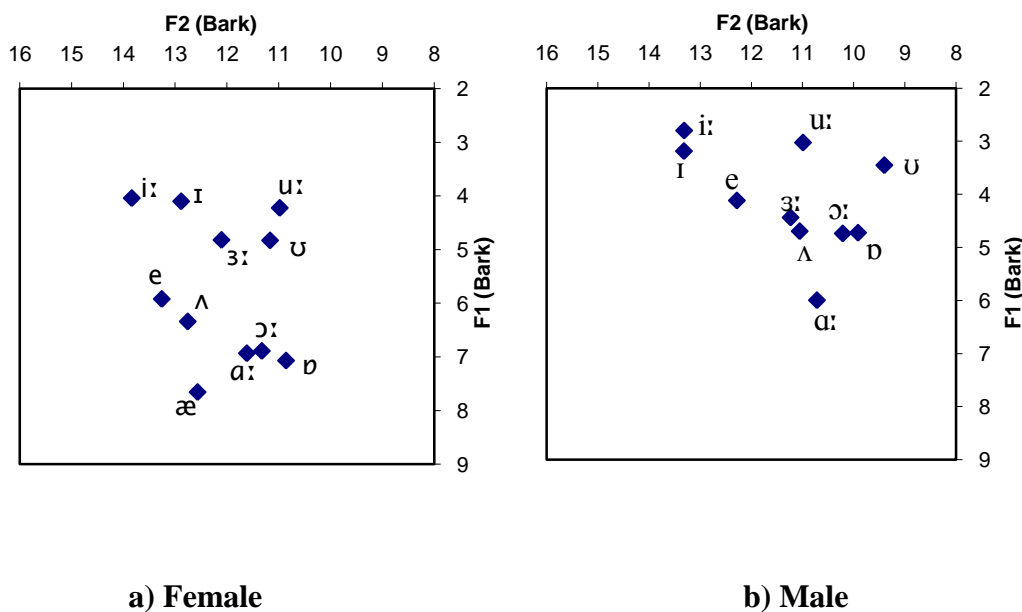 F2 (Bark)
16 15 14 13 12 11 10 9 8
2
3
4
5
6
7
8
9
F1 (Bark)
iː
ɪ
uː
ɜː
ʊ
e
ʌ
ɔː
ɑː
ɒ
æ
a) Female
F2 (Bark)
16 15 14 13 12 11 10 9 8
2
3
4
5
6
7
8
9
F1 (Bark)
iː
uː
ɪ
ʊ
e
ɜː
ɔː
ʌ
ɒ
ɑː
b) Male